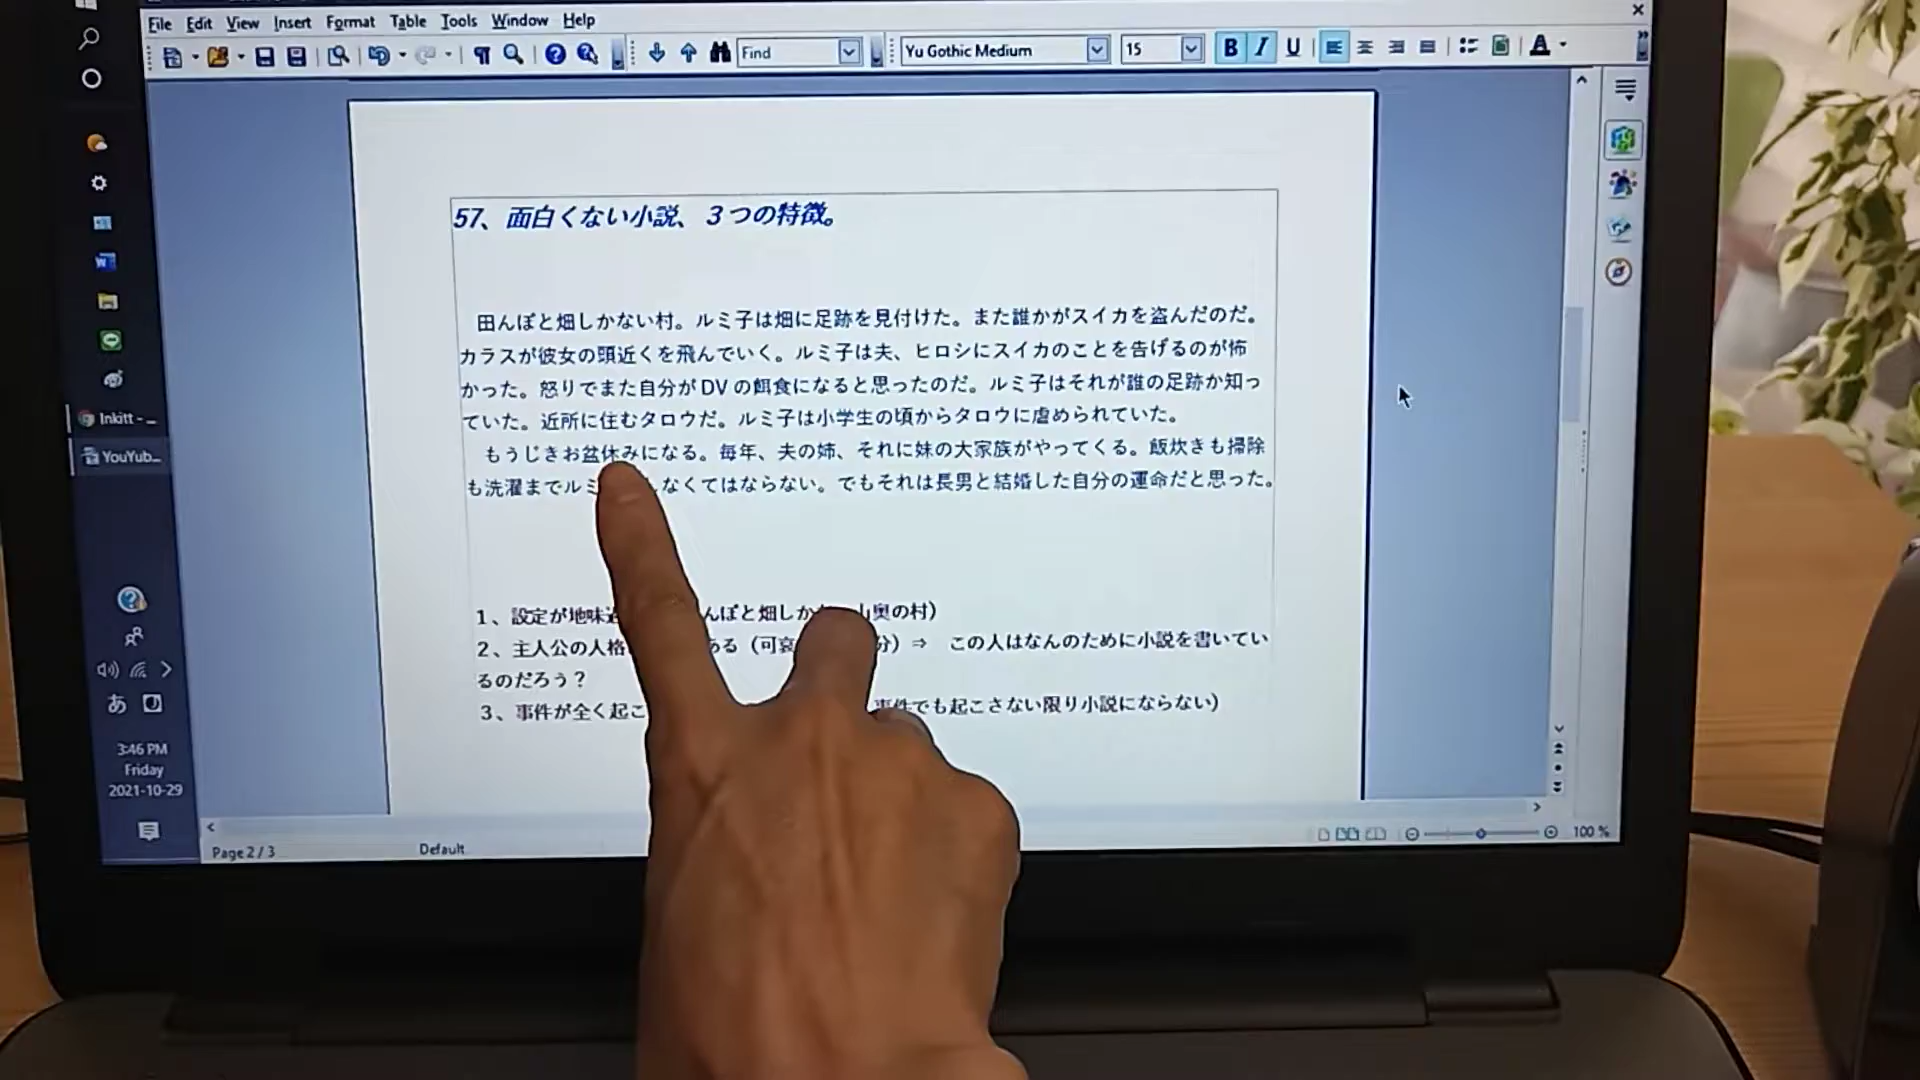 File Edit View Insert Format Table Tools Window Help
Find
Yu Gothic Medium
15
B I U
A
57、面白くない小説、３つの特徴。
田んぼと畑しかない村。ルミ子は畑に足跡を見付けた。また誰かがスイカを盗んだのだ。
カラスが彼女の頭近くを飛んでいく。ルミ子は夫、ヒロシにスイカのことを告げるのが怖
かった。怒りでまた自分がDVの餌食になると思ったのだ。ルミ子はそれが誰の足跡か知っ
ていた。近所に住むタロウだ。ルミ子は小学生の頃からタロウに虐められていた。
もうじきお盆休みになる。毎年、夫の姉、それに妹の大家族がやってくる。飯炊きも掃除
も洗濯までルミ なくてはならない。でもそれは長男と結婚した自分の運命だと思った。
1、設定が地味 んぼと畑しか 奥の村）
2、主人公の人格 ある（可哀 分）⇒ この人はなんのために小説を書いてい
るのだろう？
3、事件が全く起こ 事件でも起こさない限り小説にならない）
Inkitt - ...
YouYub...
あ
3:46 PM
Friday
2021-10-29
Page 2 / 3
Default
100 %